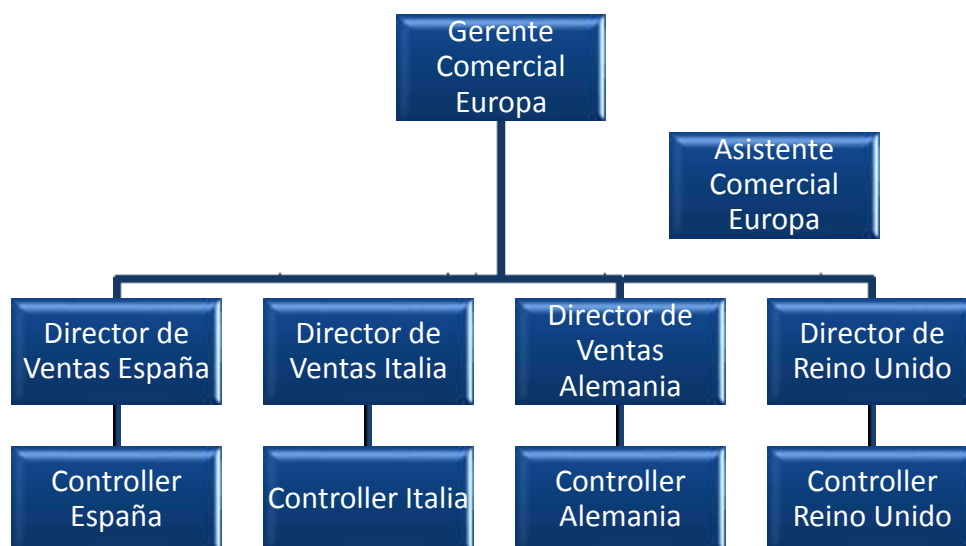 Gerente
Comercial
Europa
Asistente
Comercial
Europa
Director de
Ventas España
Director de
Ventas Italia
Director de
Ventas
Alemania
Director de
Reino Unido
Controller
España
Controller Italia
Controller
Alemania
Controller
Reino Unido